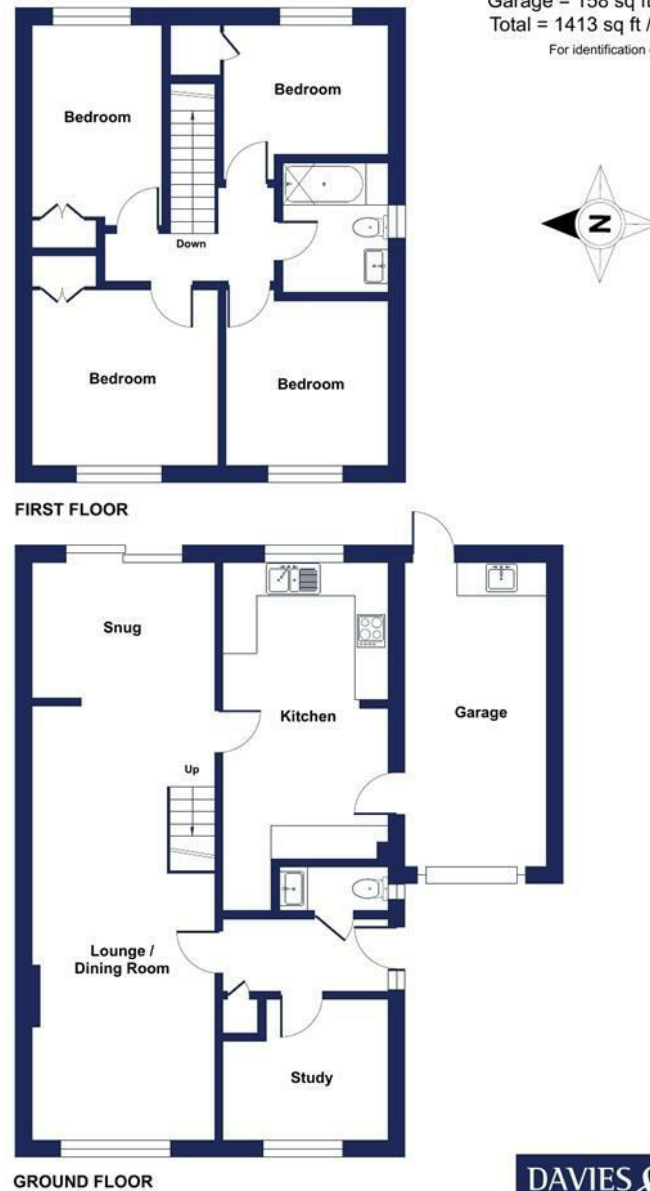 Garage = 158 sq ft
Total = 1413 sq ft /
For identification
Bedroom
Bedroom
Down
Bedroom
Bedroom
N
FIRST FLOOR
Snug
Kitchen
Garage
Up
Lounge /
Dining Room
Study
GROUND FLOOR
DAVIES &